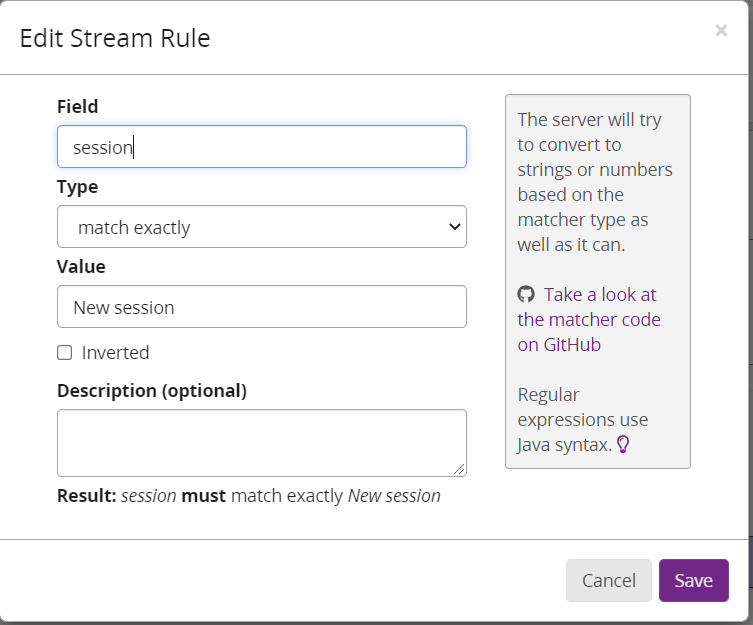 Edit Stream Rule
×
Field
session
Type
match exactly
Value
New session
Inverted
Description (optional)
Result: session must match exactly New session
The server will try
to convert to
strings or numbers
based on the
matcher type as
well as it can.
Take a look at
the matcher code
on GitHub
Regular
expressions use
Java syntax.
Cancel
Save